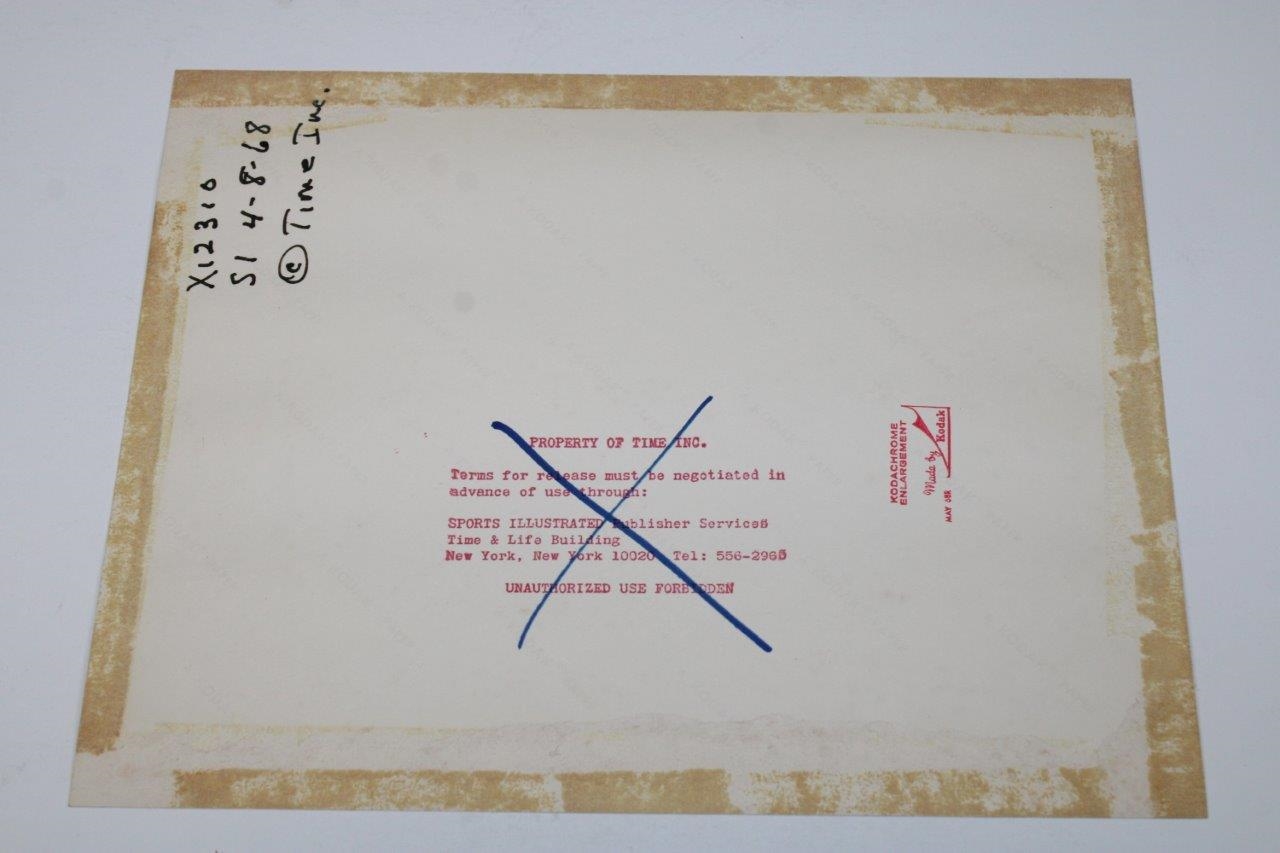 X12310
SI 4-8-68
© Time Inc.
PROPERTY OF TIME INC.
Terms for release must be negotiated in
advance of use through:
SPORTS ILLUSTRATED Publisher Services
Time & Life Building
New York, New York 10020 Tel: 556-2965
UNAUTHORIZED USE FORBIDDEN
KODACHROME
ENLARGEMENT
Made by Kodak
MAY 68R